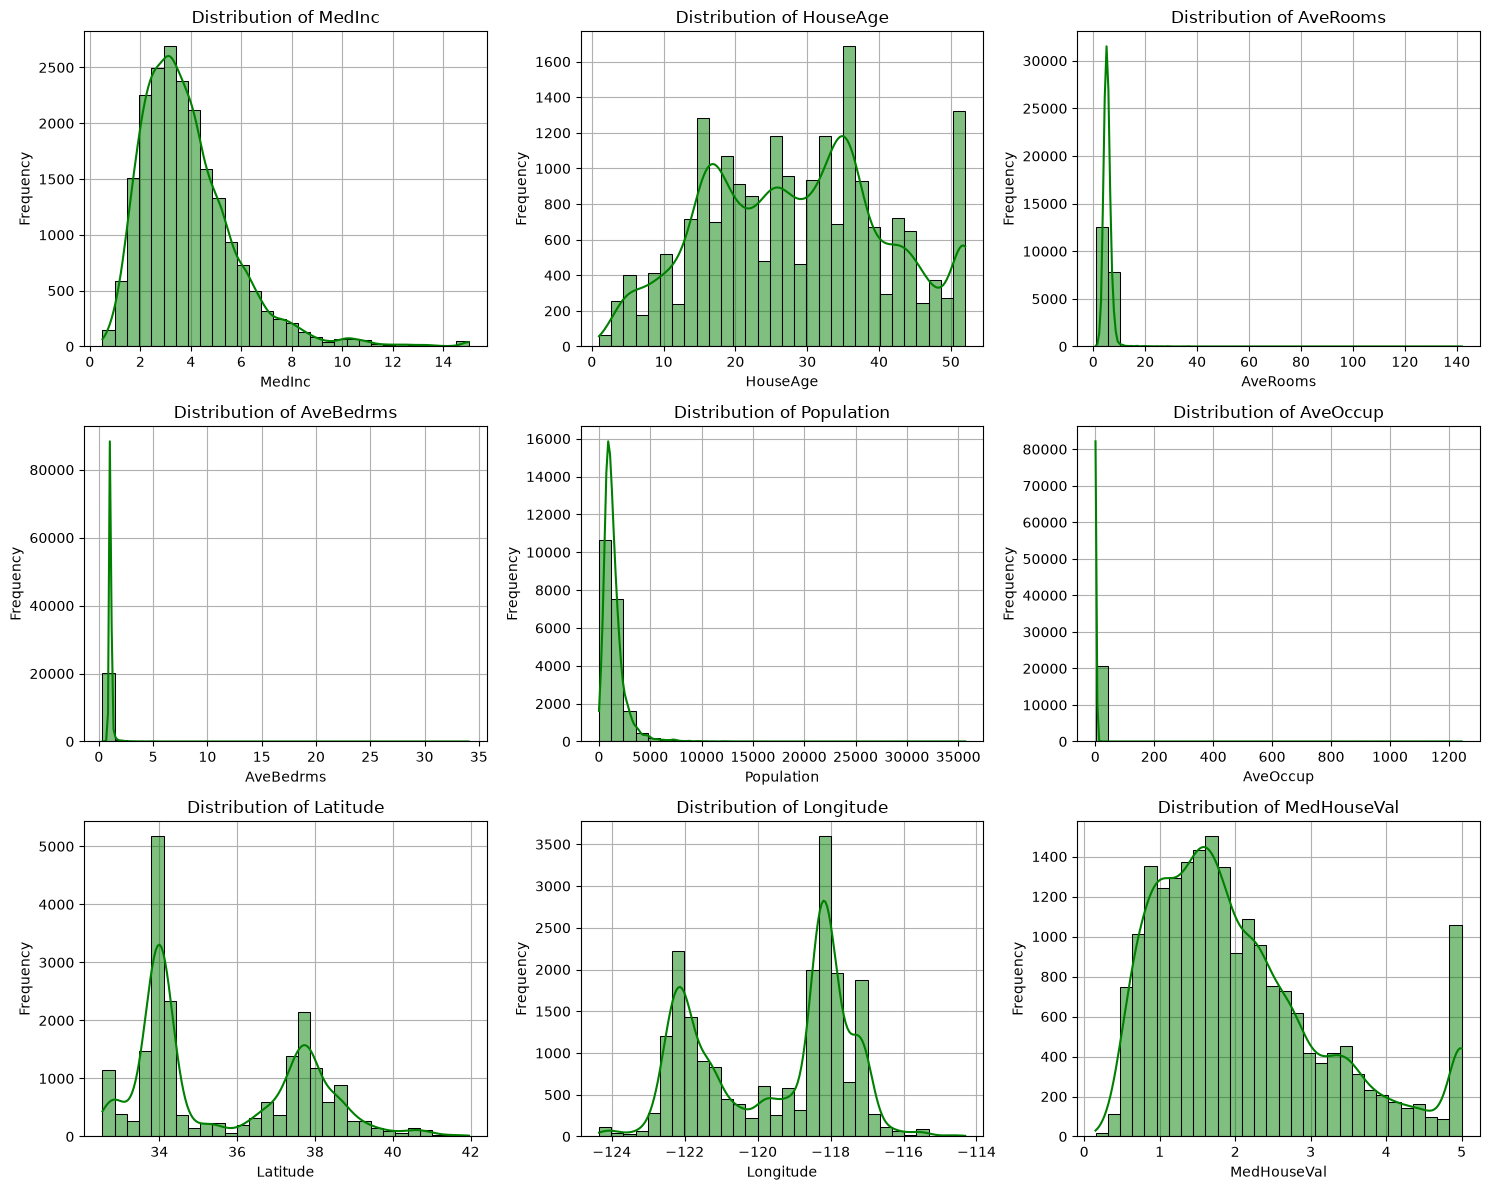 Distribution of MedInc
Frequency
2500
2000
1500
1000
500
0
0 2 4 6 8 10 12 14
MedInc
Distribution of HouseAge
Frequency
1600
1400
1200
1000
800
600
400
200
0
0 10 20 30 40 50
HouseAge
Distribution of AveRooms
Frequency
30000
25000
20000
15000
10000
5000
0
0 20 40 60 80 100 120 140
AveRooms
Distribution of AveBedrms
Frequency
80000
60000
40000
20000
0
0 5 10 15 20 25 30 35
AveBedrms
Distribution of Population
Frequency
16000
14000
12000
10000
8000
6000
4000
2000
0
0 5000 10000 15000 20000 25000 30000 35000
Population
Distribution of AveOccup
Frequency
80000
70000
60000
50000
40000
30000
20000
10000
0
0 200 400 600 800 1000 1200
AveOccup
Distribution of Latitude
Frequency
5000
4000
3000
2000
1000
0
34 36 38 40 42
Latitude
Distribution of Longitude
Frequency
3500
3000
2500
2000
1500
1000
500
0
−124 −122 −120 −118 −116 −114
Longitude
Distribution of MedHouseVal
Frequency
1400
1200
1000
800
600
400
200
0
0 1 2 3 4 5
MedHouseVal